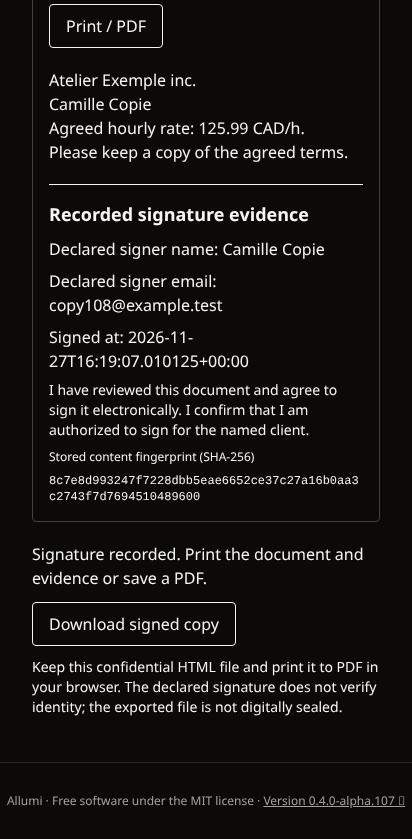 Print / PDF
Atelier Exemple inc.
Camille Copie
Agreed hourly rate: 125.99 CAD/h.
Please keep a copy of the agreed terms.
Recorded signature evidence
Declared signer name: Camille Copie
Declared signer email:
copy108@example.test
Signed at: 2026-11-
27T16:19:07.010125+00:00
I have reviewed this document and agree to
sign it electronically. I confirm that I am
authorized to sign for the named client.
Stored content fingerprint (SHA-256)
8c7e8d993247f7228dbb5eae6652ce37c27a16b0aa3
c2743f7d7694510489600
Signature recorded. Print the document and
evidence or save a PDF.
Download signed copy
Keep this confidential HTML file and print it to PDF in
your browser. The declared signature does not verify
identity; the exported file is not digitally sealed.
Allumi · Free software under the MIT license · Version 0.4.0-alpha.107